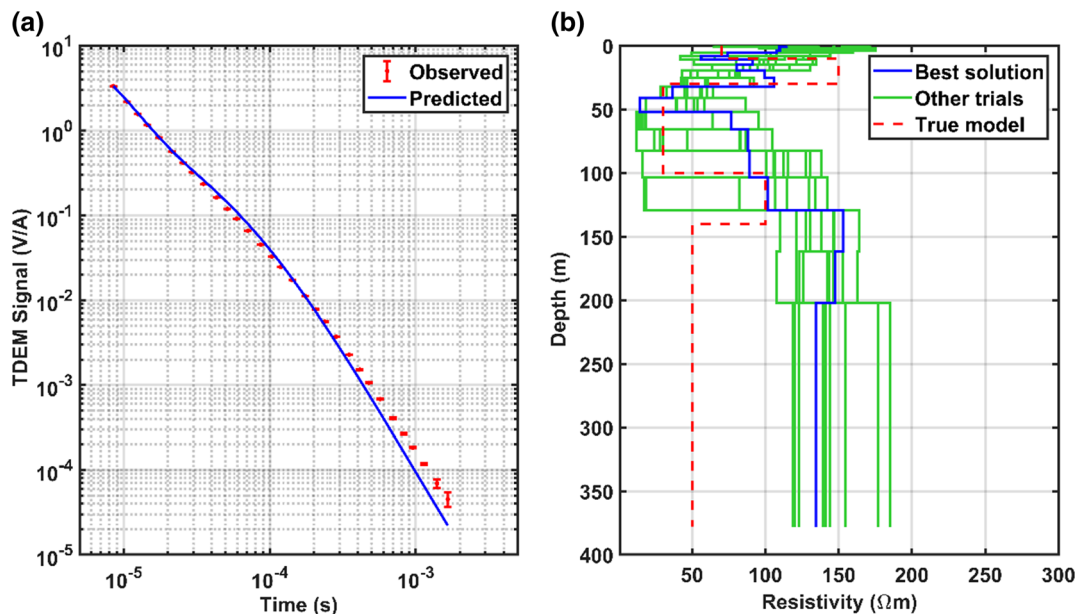 (a)
TDEM Signal (V/A)
10^1
10^0
10^-1
10^-2
10^-3
10^-4
10^-5
Observed
Predicted
10^-5
10^-4
10^-3
Time (s)
(b)
Depth (m)
0
50
100
150
200
250
300
350
400
Best solution
Other trials
True model
50
100
150
200
250
300
Resistivity (Ωm)